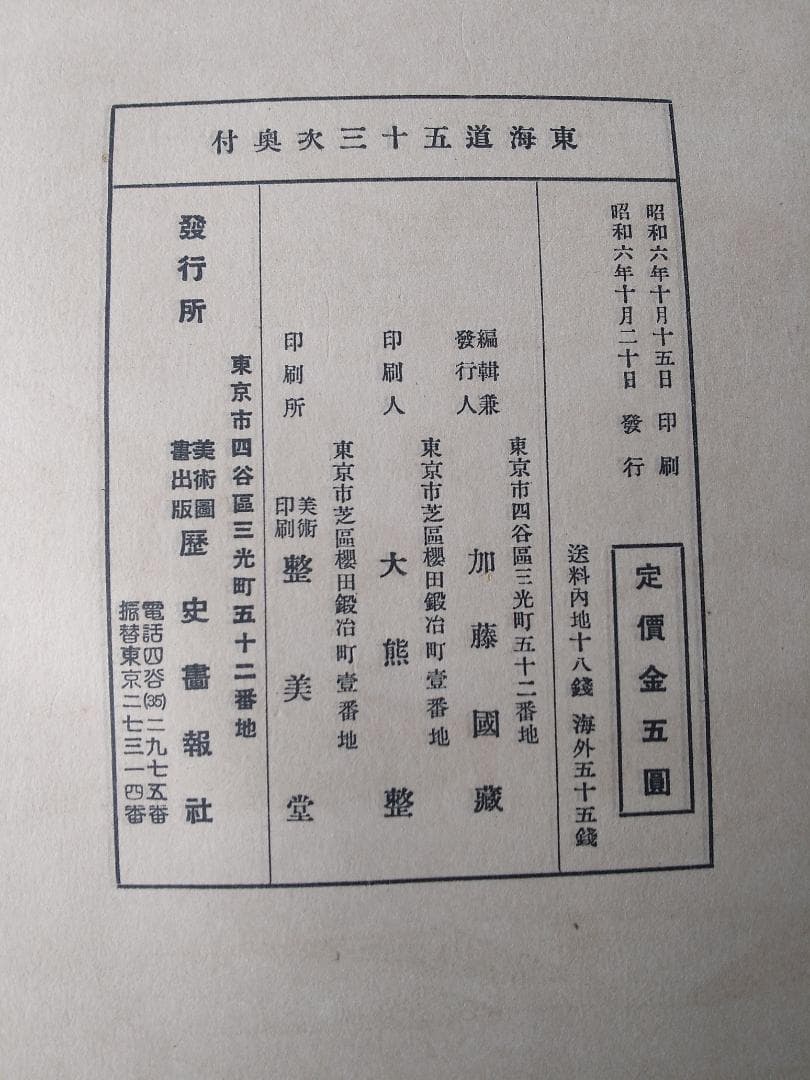 東海道五十三次奥付
昭和六年十月十五日 印刷
昭和六年十月二十日 發行
定價金五圓
送料內地十八錢 海外五十五錢
東京市四谷區三光町五十二番地
編輯兼
發行人
加藤國藏
東京市芝區櫻田鍛冶町壹番地
印刷人 大熊整
東京市芝區櫻田鍛冶町壹番地
印刷所
美術
印刷
整美堂
東京市四谷區三光町五十二番地
發行所
美術圖
書出版
歷史畫報社
電話四谷(35)二九七五番
振替東京二七三一四番